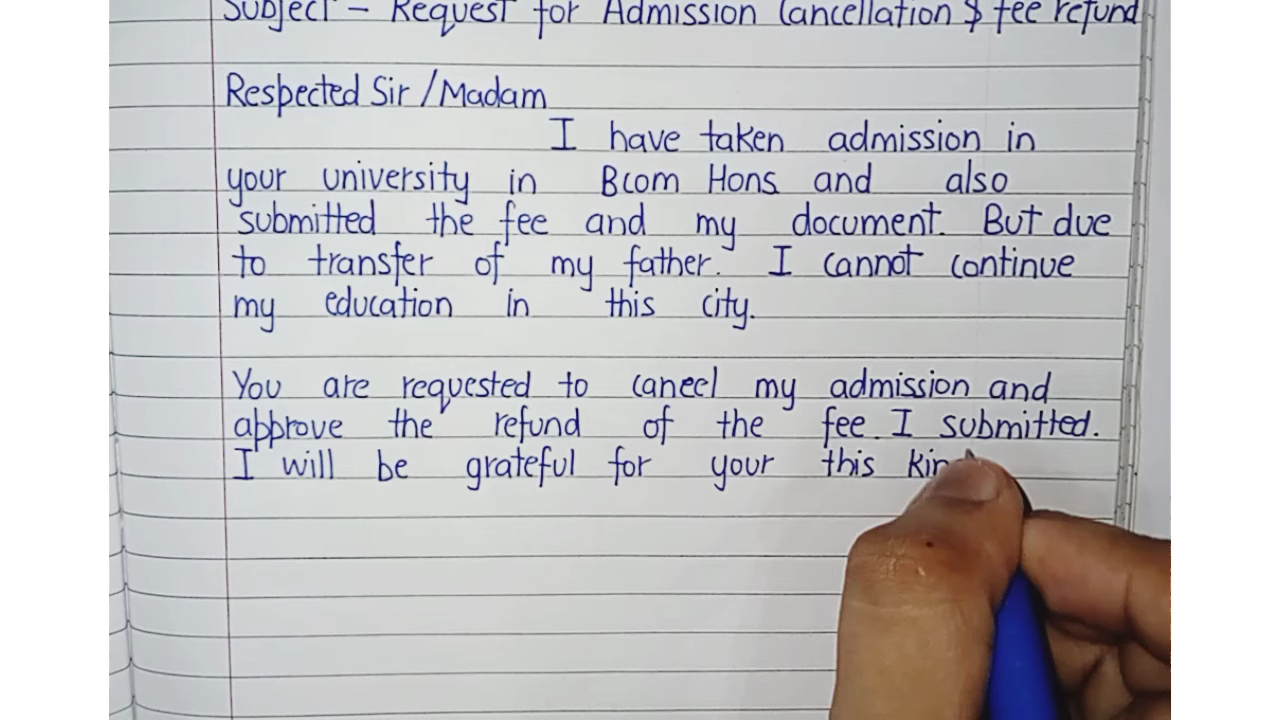 Subject - Request for Admission Cancellation & fee refund
Respected Sir/Madam
I have taken admission in
your university in Bcom Hons and also
submitted the fee and my document. But due
to transfer of my father. I cannot continue
my education in this city.
You are requested to cancel my admission and
approve the refund of the fee. I submitted.
I will be grateful for your this